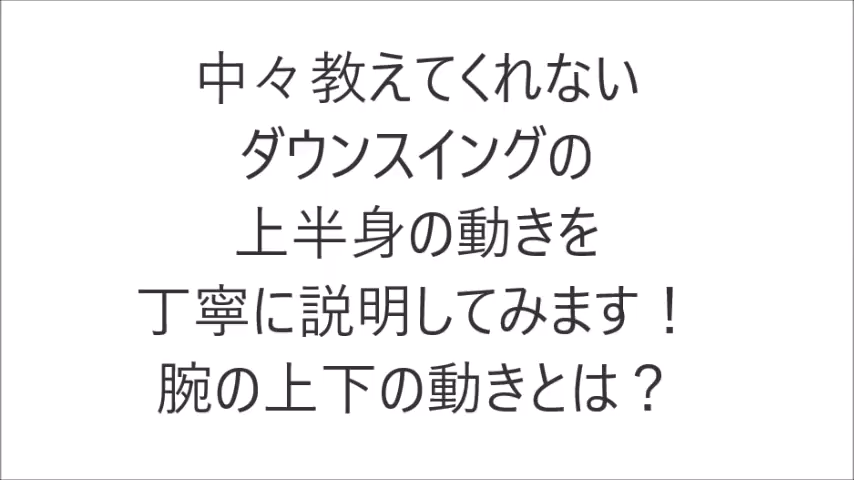 中々教えてくれない
ダウンスイングの
上半身の動きを
丁寧に説明してみます！
腕の上下の動きとは？